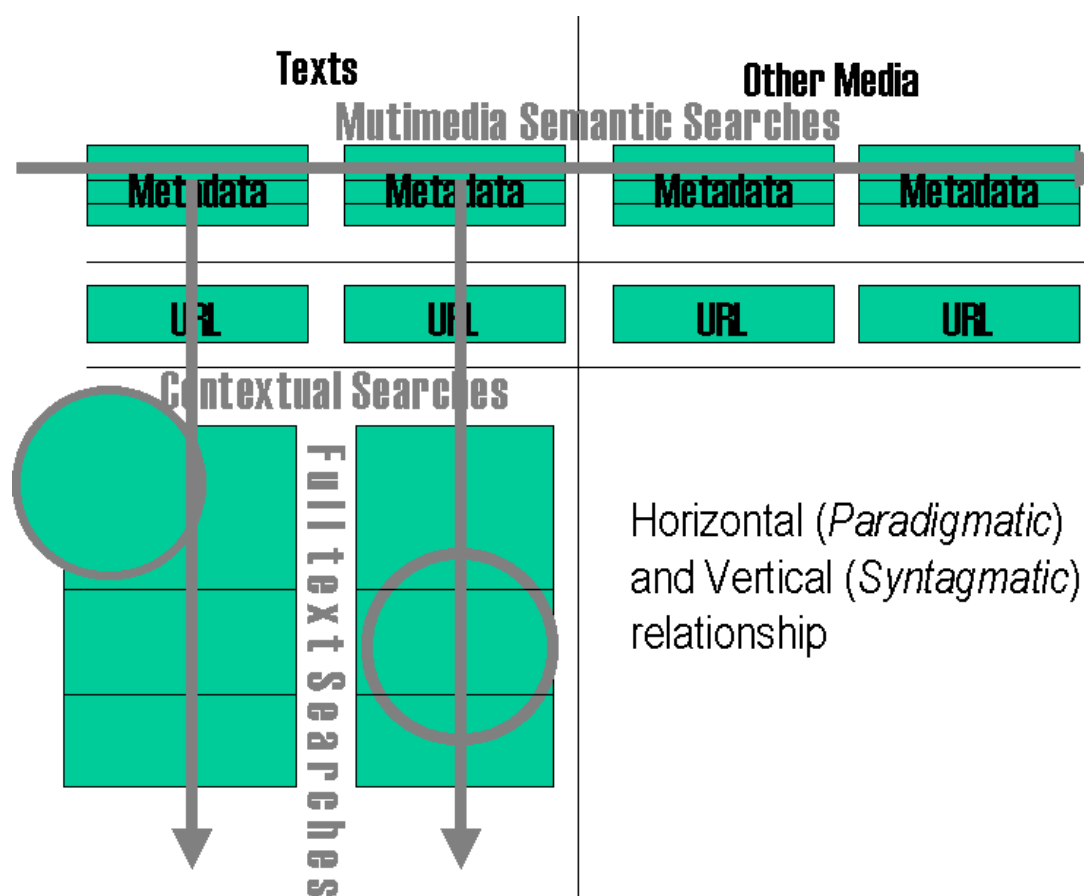 Texts
Other Media
Mutimedia Semantic Searches
Metadata Metadata Metadata Metadata
URL URL URL URL
Contextual Searches
Full text Searches
Horizontal (Paradigmatic)
and Vertical (Syntagmatic)
relationship